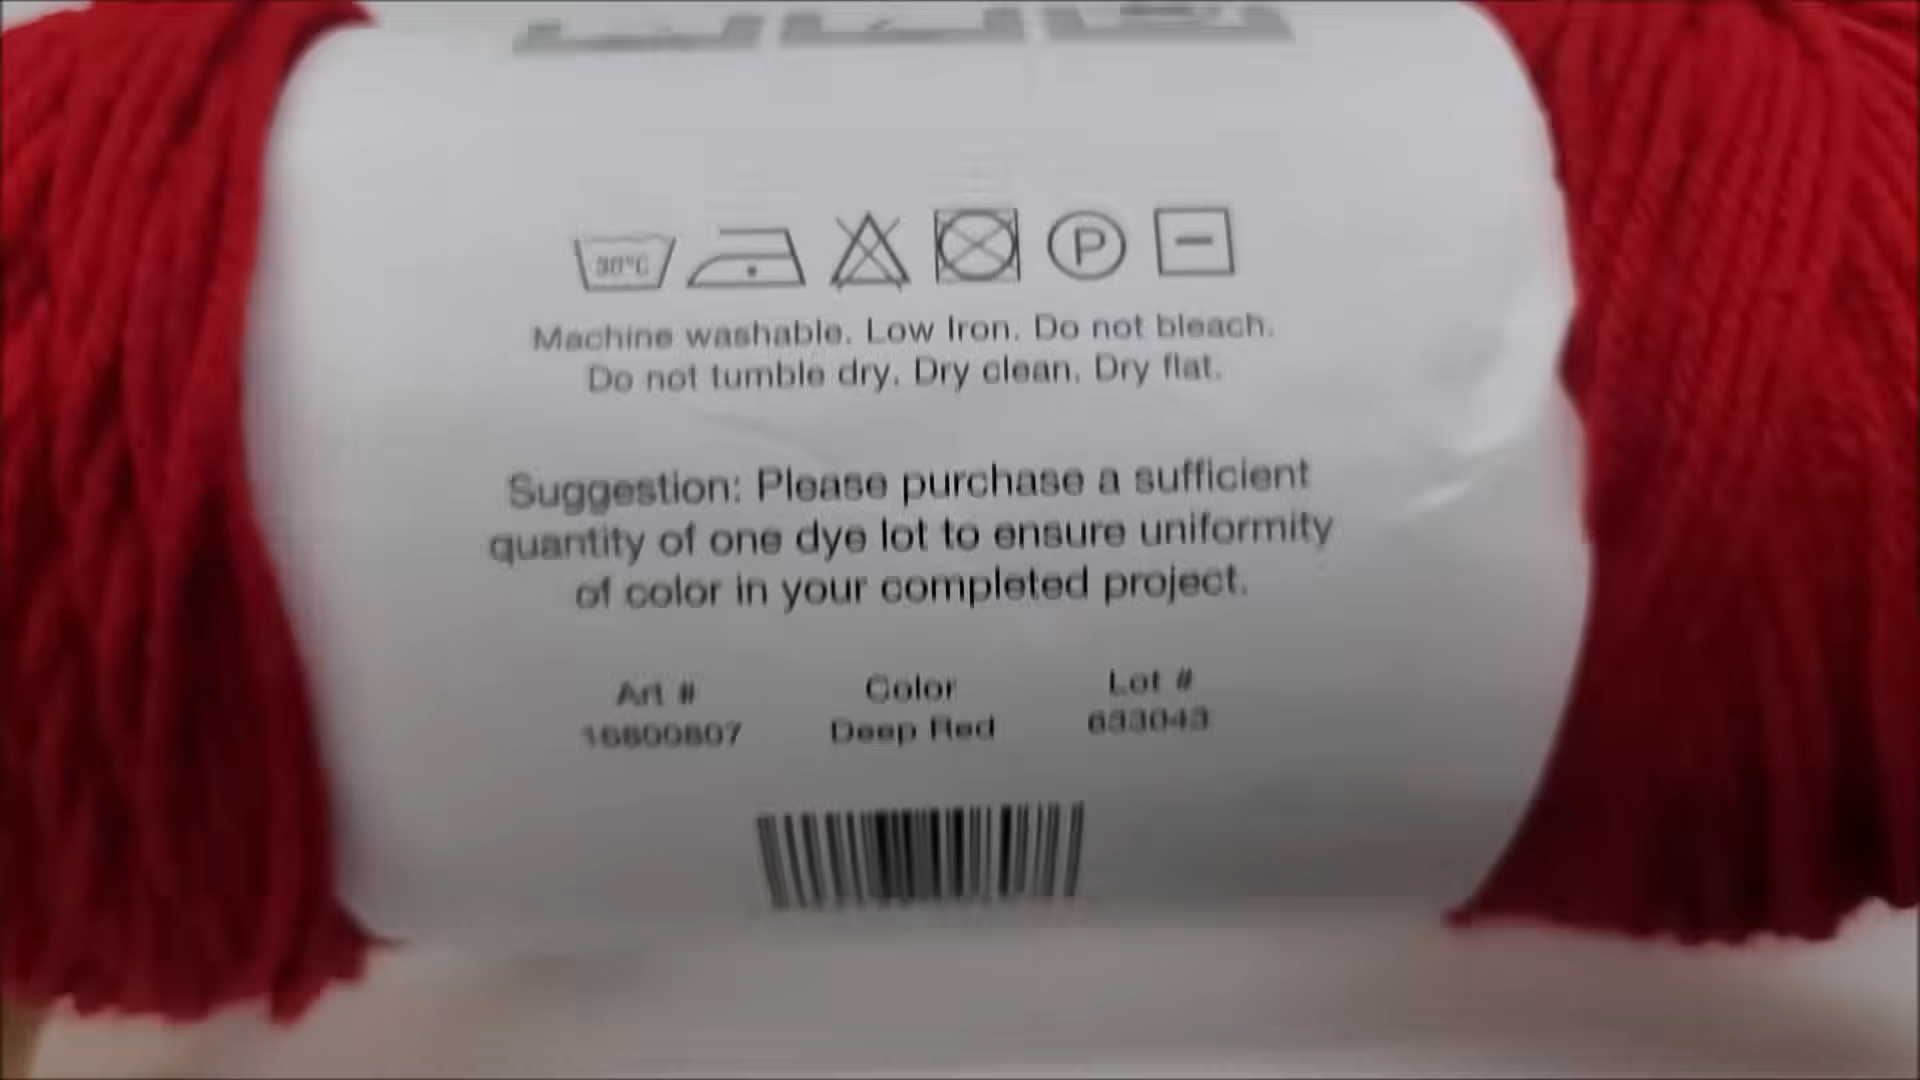 30°C P
Machine washable. Low Iron. Do not bleach.
Do not tumble dry. Dry clean. Dry flat.
Suggestion: Please purchase a sufficient
quantity of one dye lot to ensure uniformity
of color in your completed project.
Art # Color Lot #
16800807 Deep Red 633043